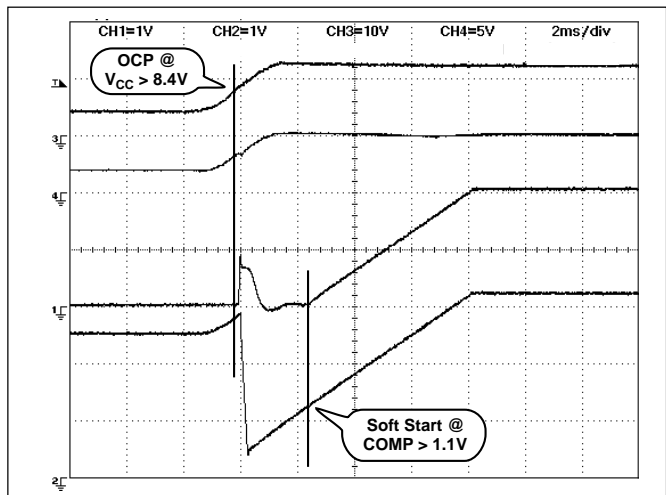 CH1=1V CH2=1V CH3=10V CH4=5V 2ms/div
OCP @
V_CC > 8.4V
T
3
4
1
Soft Start @
COMP > 1.1V
2